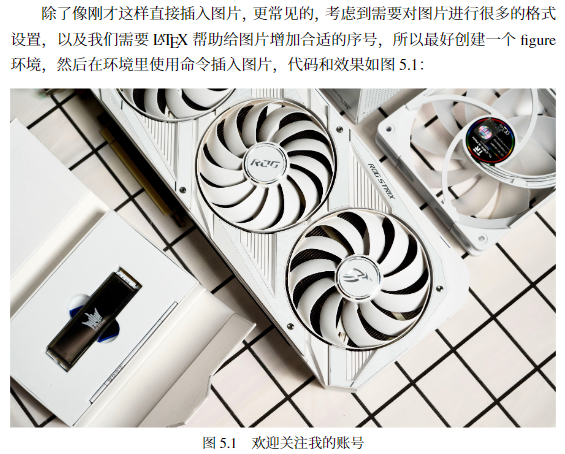 除了像刚才这样直接插入图片，更常见的，考虑到需要对图片进行很多的格式
设置，以及我们需要 LATEX 帮助给图片增加合适的序号，所以最好创建一个 figure
环境，然后在环境里使用命令插入图片，代码和效果如图 5.1：
ROG
ROG STRIX
图 5.1 欢迎关注我的账号